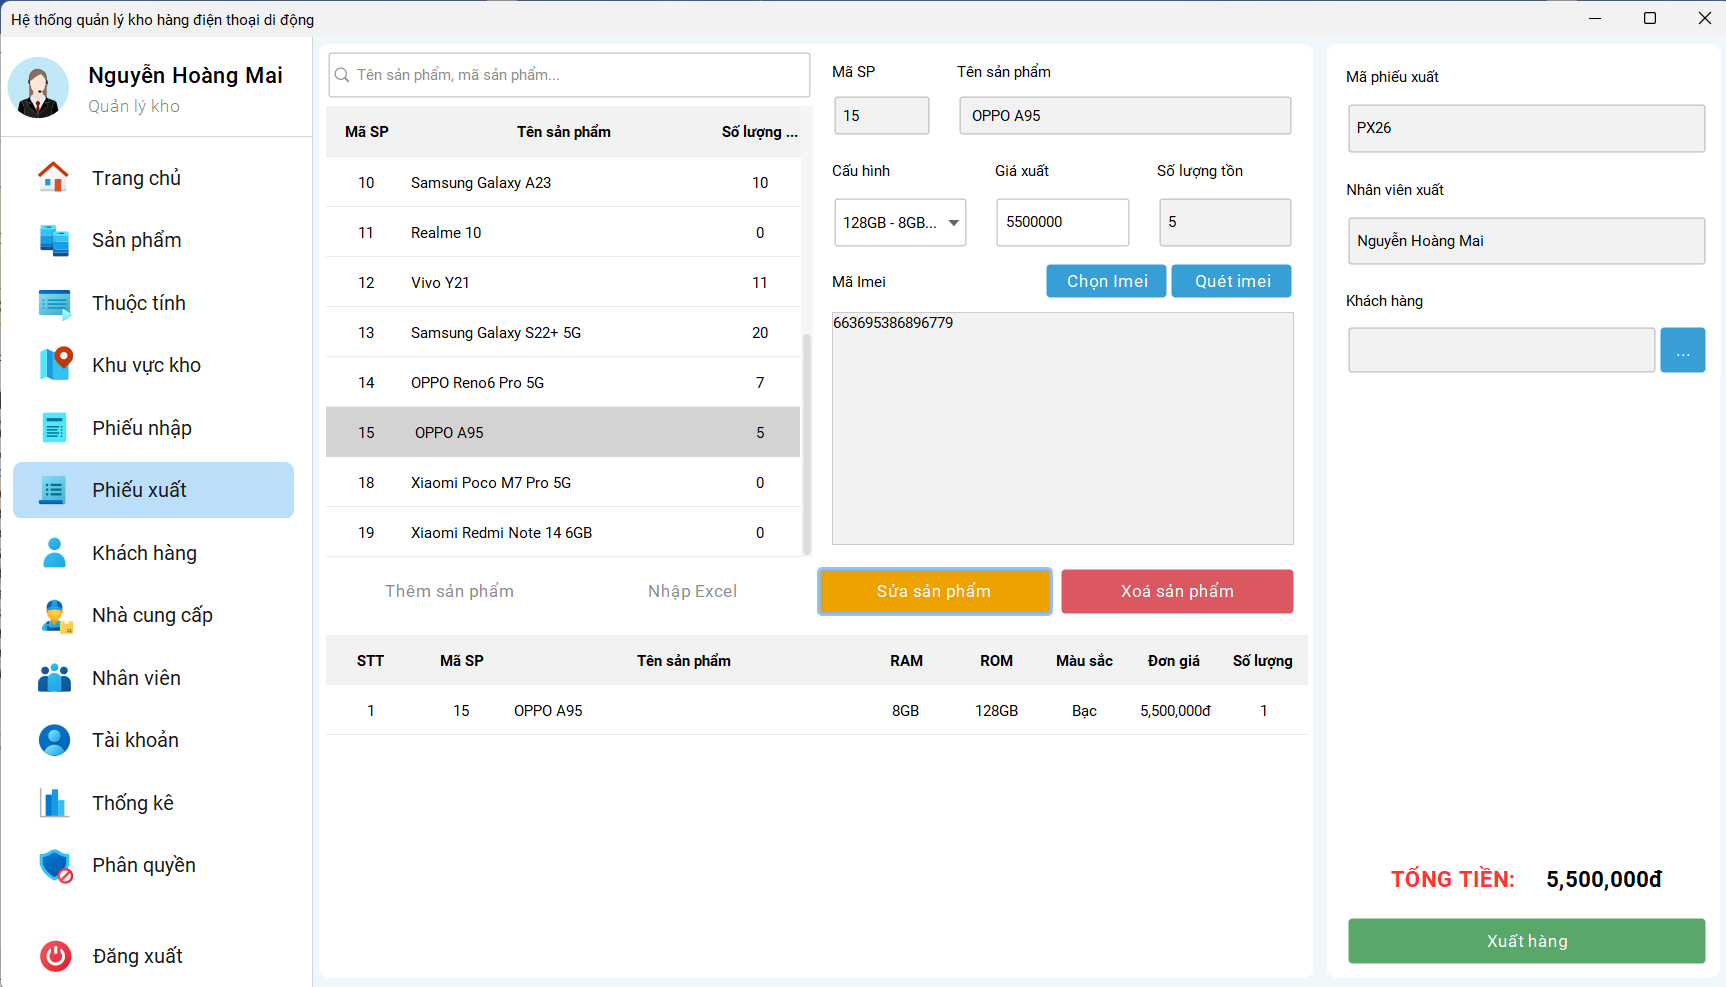 Hệ thống quản lý kho hàng điện thoại di động
Nguyễn Hoàng Mai
Quản lý kho
Trang chủ
Sản phẩm
Thuộc tính
Khu vực kho
Phiếu nhập
Phiếu xuất
Khách hàng
Nhà cung cấp
Nhân viên
Tài khoản
Thống kê
Phân quyền
Đăng xuất
Tên sản phẩm, mã sản phẩm...
Mã SP Tên sản phẩm Số lượng ...
10 Samsung Galaxy A23 10
11 Realme 10 0
12 Vivo Y21 11
13 Samsung Galaxy S22+ 5G 20
14 OPPO Reno6 Pro 5G 7
15 OPPO A95 5
18 Xiaomi Poco M7 Pro 5G 0
19 Xiaomi Redmi Note 14 6GB 0
Mã SP Tên sản phẩm
15 OPPO A95
Cấu hình Giá xuất Số lượng tồn
128GB - 8GB... 5500000 5
Mã Imei Chọn Imei Quét imei
663695386896779
Thêm sản phẩm Nhập Excel Sửa sản phẩm Xoá sản phẩm
STT Mã SP Tên sản phẩm RAM ROM Màu sắc Đơn giá Số lượng
1 15 OPPO A95 8GB 128GB Bạc 5,500,000đ 1
Mã phiếu xuất
PX26
Nhân viên xuất
Nguyễn Hoàng Mai
Khách hàng
...
TỔNG TIỀN: 5,500,000đ
Xuất hàng